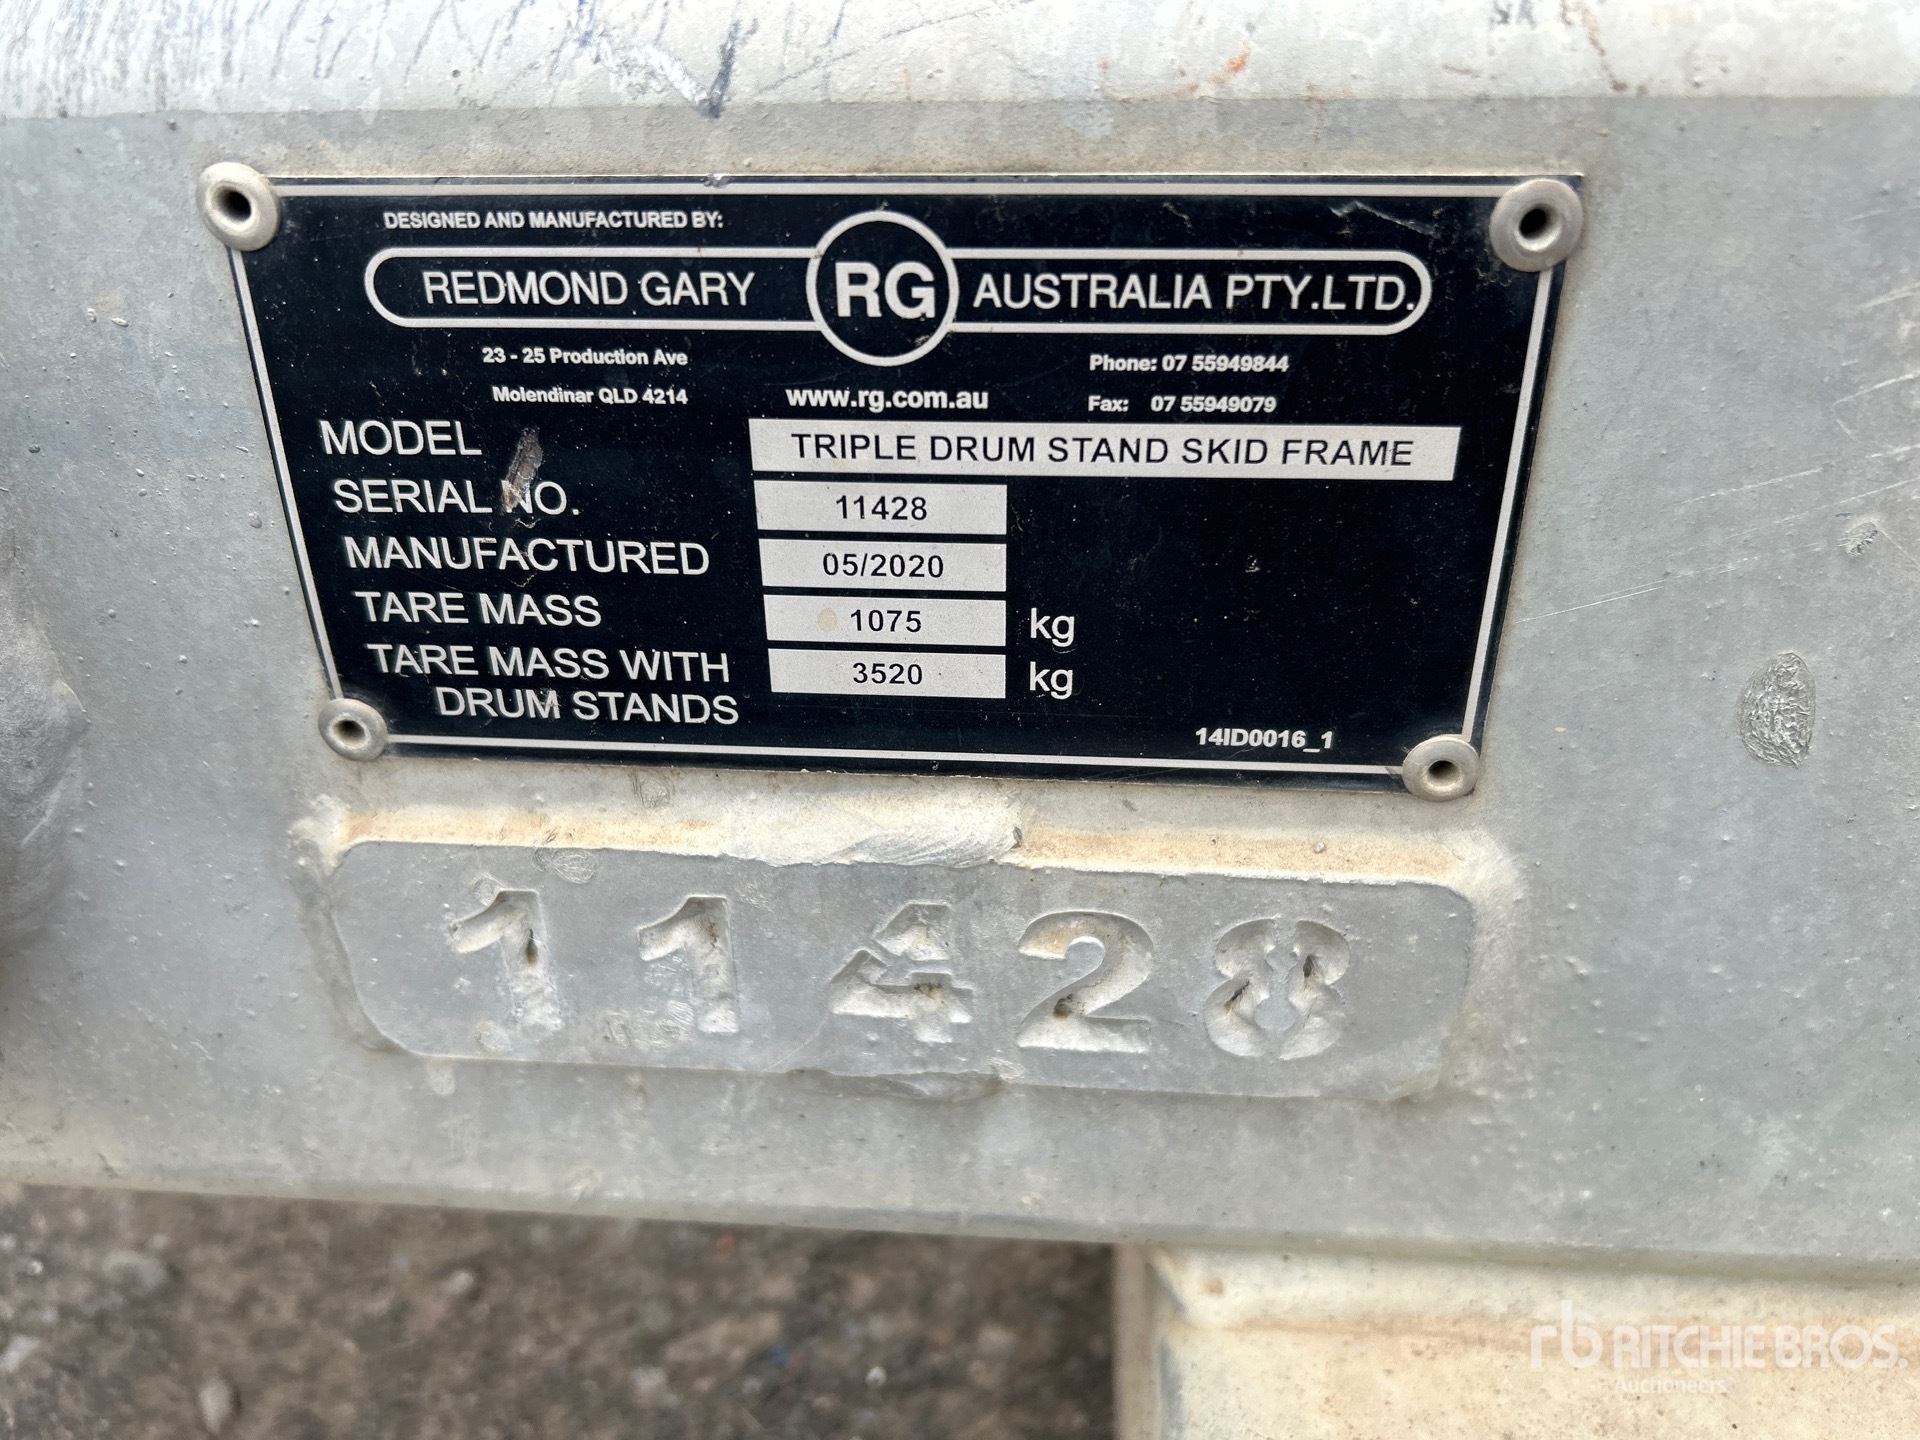 DESIGNED AND MANUFACTURED BY:
REDMOND GARY RG AUSTRALIA PTY.LTD.
23 - 25 Production Ave
Molendinar QLD 4214
www.rg.com.au
Phone: 07 55949844
Fax: 07 55949079
MODEL TRIPLE DRUM STAND SKID FRAME
SERIAL NO. 11428
MANUFACTURED 05/2020
TARE MASS 1075 kg
TARE MASS WITH DRUM STANDS 3520 kg
14ID0016_1
11428
rb RITCHIE BROS.
Auctioneers